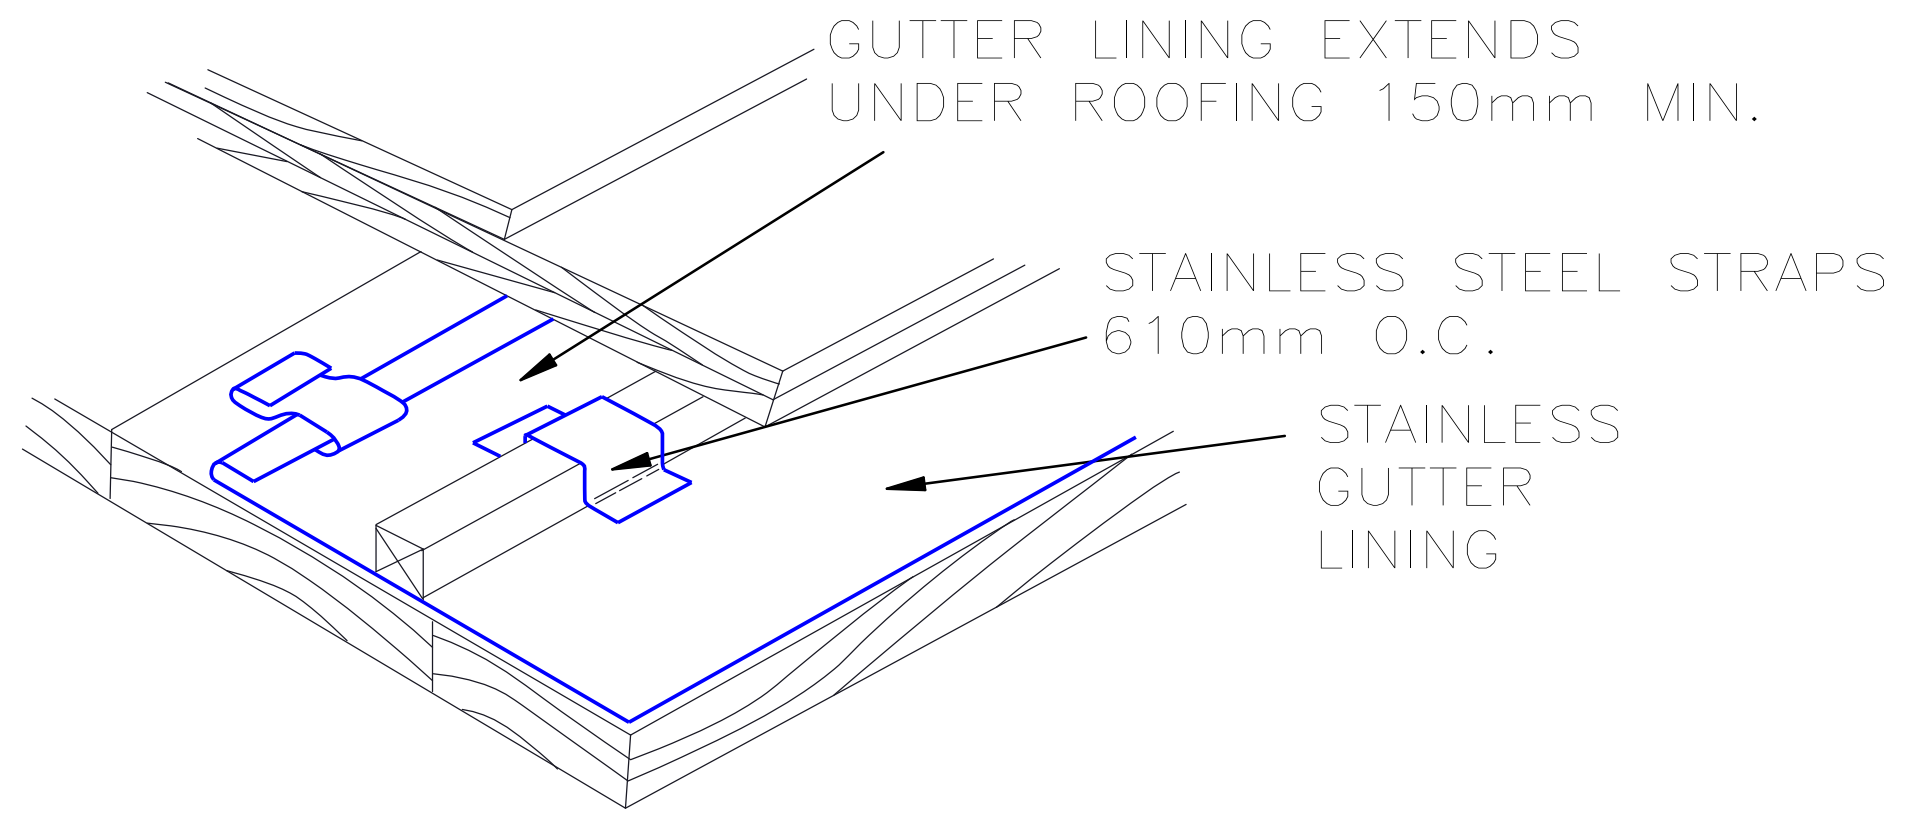 GUTTER LINING EXTENDS
UNDER ROOFING 150mm MIN.
STAINLESS STEEL STRAPS
610mm O.C.
STAINLESS
GUTTER
LINING